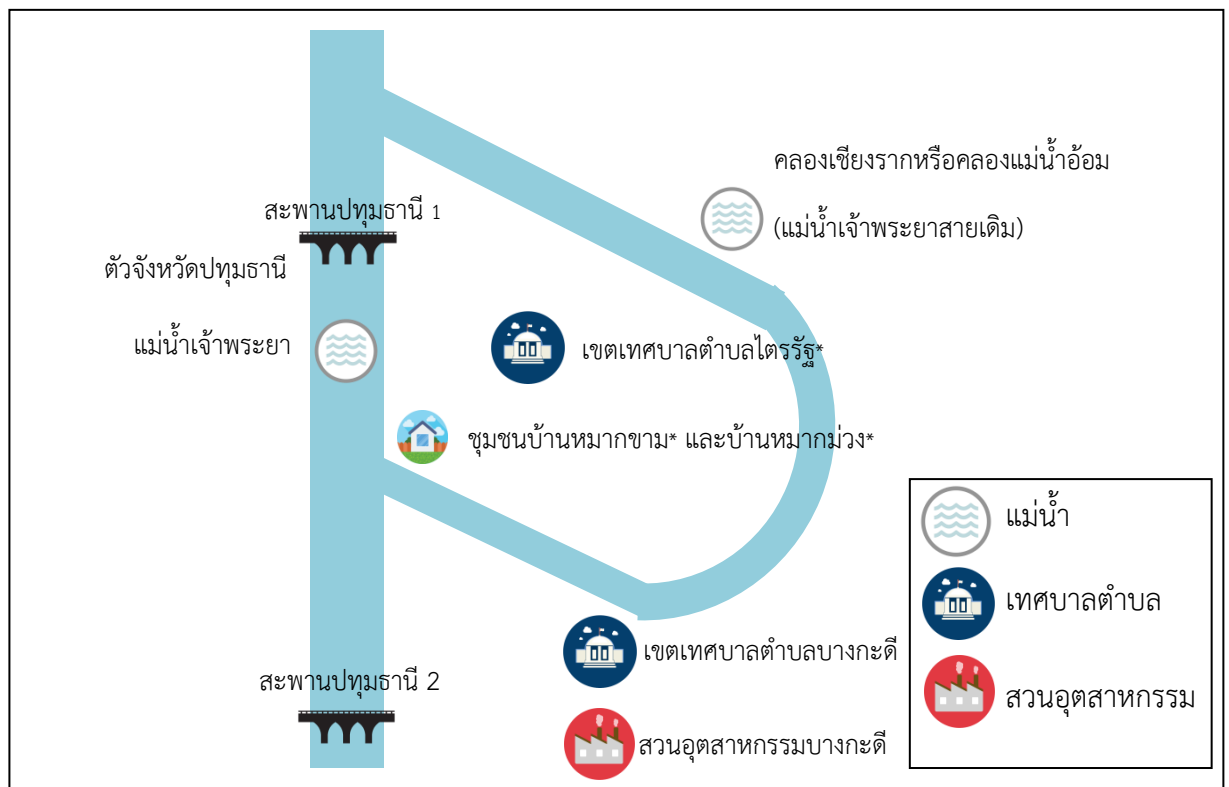 คลองเชียงรากหรือคลองแม่น้ำอ้อม
(แม่น้ำเจ้าพระยาสายเดิม)
สะพานปทุมธานี 1
ตัวจังหวัดปทุมธานี
แม่น้ำเจ้าพระยา
เขตเทศบาลตำบลไตรรัฐ*
ชุมชนบ้านหมากขาม* และบ้านหมากม่วง*
เขตเทศบาลตำบลบางกะดี
สะพานปทุมธานี 2
สวนอุตสาหกรรมบางกะดี
แม่น้ำ
เทศบาลตำบล
สวนอุตสาหกรรม